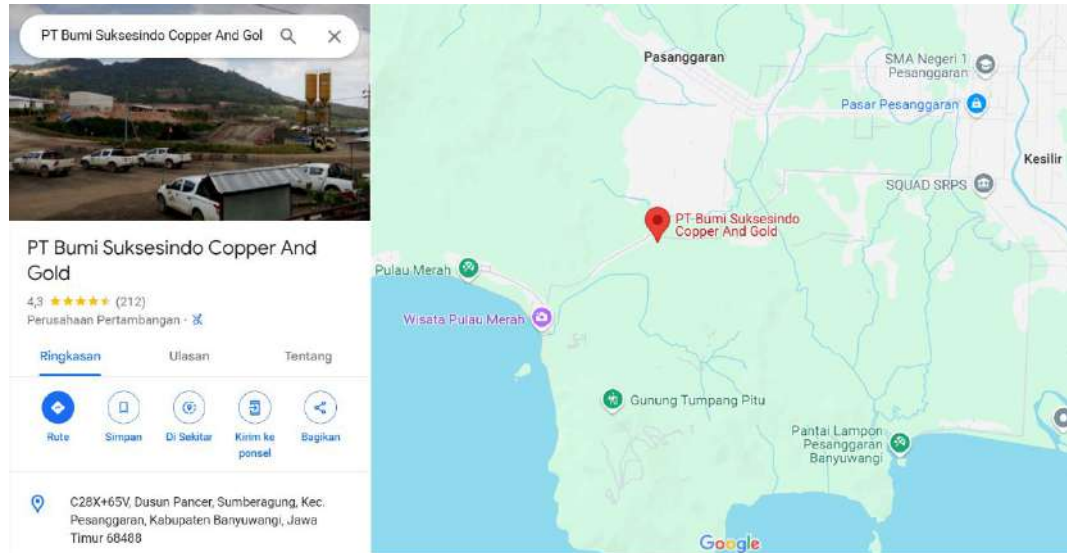 PT Bumi Suksesindo Copper And Gol
PT Bumi Suksesindo Copper And
Gold
4,3 (212)
Perusahaan Pertambangan ·
Ringkasan
Ulasan
Tentang
Rute
Simpan
Di Sekitar
Kirim ke
ponsel
Bagikan
C28X+65V, Dusun Pancer, Sumberagung, Kec.
Pesanggaran, Kabupaten Banyuwangi, Jawa
Timur 68488
Pasanggaran
SMA Negeri 1
Pesanggaran
Pasar Pesanggaran
Kesilir
SQUAD SRPS
PT Bumi Suksesindo
Copper And Gold
Pulau Merah
Wisata Pulau Merah
Gunung Tumpang Pitu
Pantai Lampon
Pesanggaran
Banyuwangi
Google